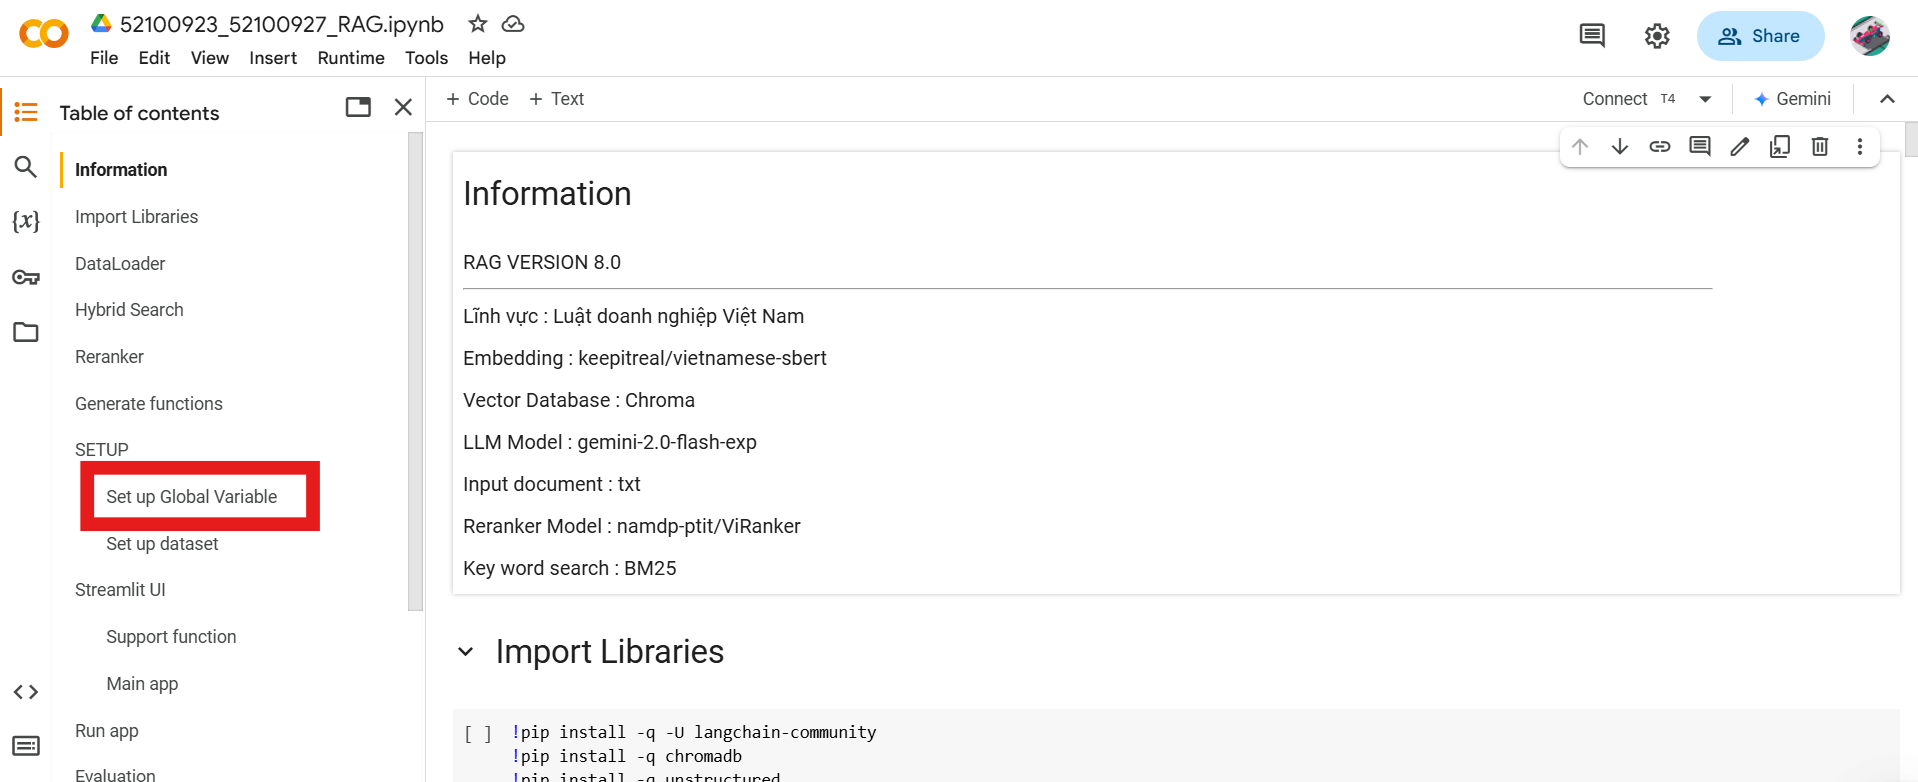 52100923_52100927_RAG.ipynb
File Edit View Insert Runtime Tools Help
Share
Table of contents
Information
Import Libraries
DataLoader
Hybrid Search
Reranker
Generate functions
SETUP
Set up Global Variable
Set up dataset
Streamlit UI
Support function
Main app
Run app
Evaluation
+ Code + Text
Connect T4
Gemini
Information
RAG VERSION 8.0
Lĩnh vực : Luật doanh nghiệp Việt Nam
Embedding : keepitreal/vietnamese-sbert
Vector Database : Chroma
LLM Model : gemini-2.0-flash-exp
Input document : txt
Reranker Model : namdp-ptit/ViRanker
Key word search : BM25
Import Libraries
[ ] !pip install -q -U langchain-community
!pip install -q chromadb
!pip install -q unstructured